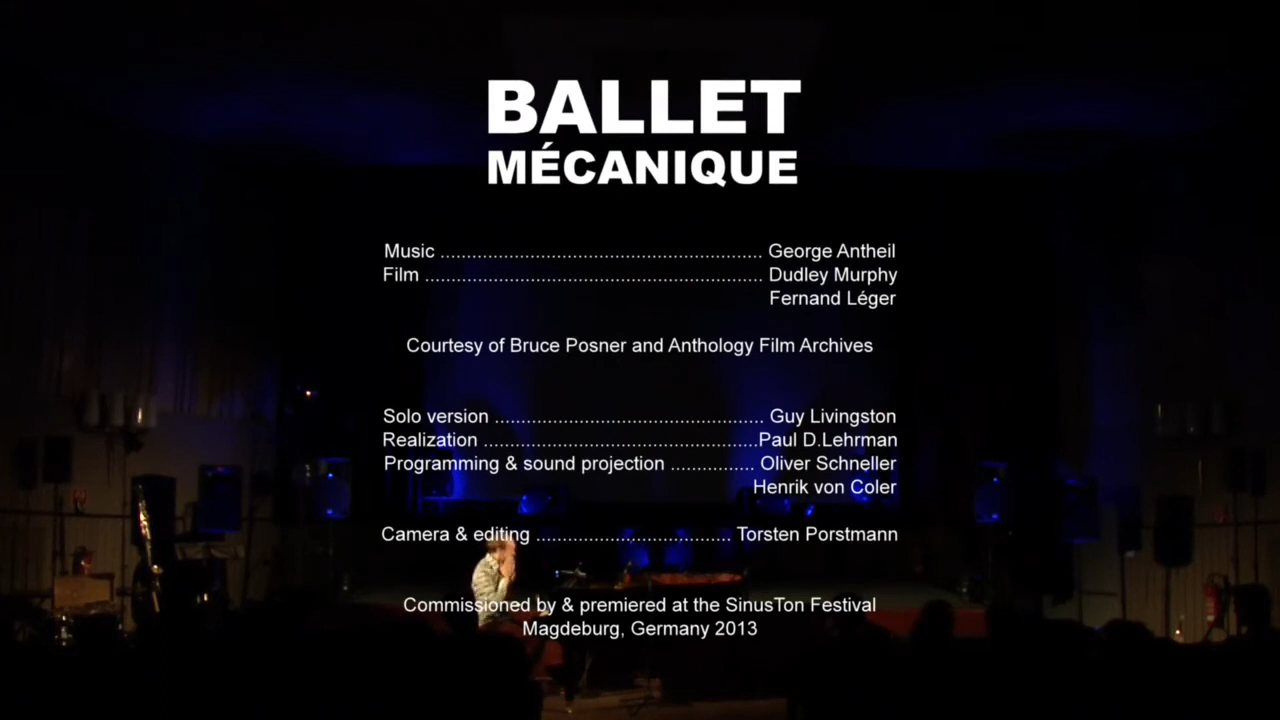 BALLET
MÉCANIQUE
Music .............................................................. George Antheil
Film ................................................................. Dudley Murphy
Fernand Léger
Courtesy of Bruce Posner and Anthology Film Archives
Solo version .................................................... Guy Livingston
Realization .....................................................Paul D.Lehrman
Programming & sound projection ................ Oliver Schneller
Henrik von Coler
Camera & editing ..................................... Torsten Porstmann
Commissioned by & premiered at the SinusTon Festival
Magdeburg, Germany 2013